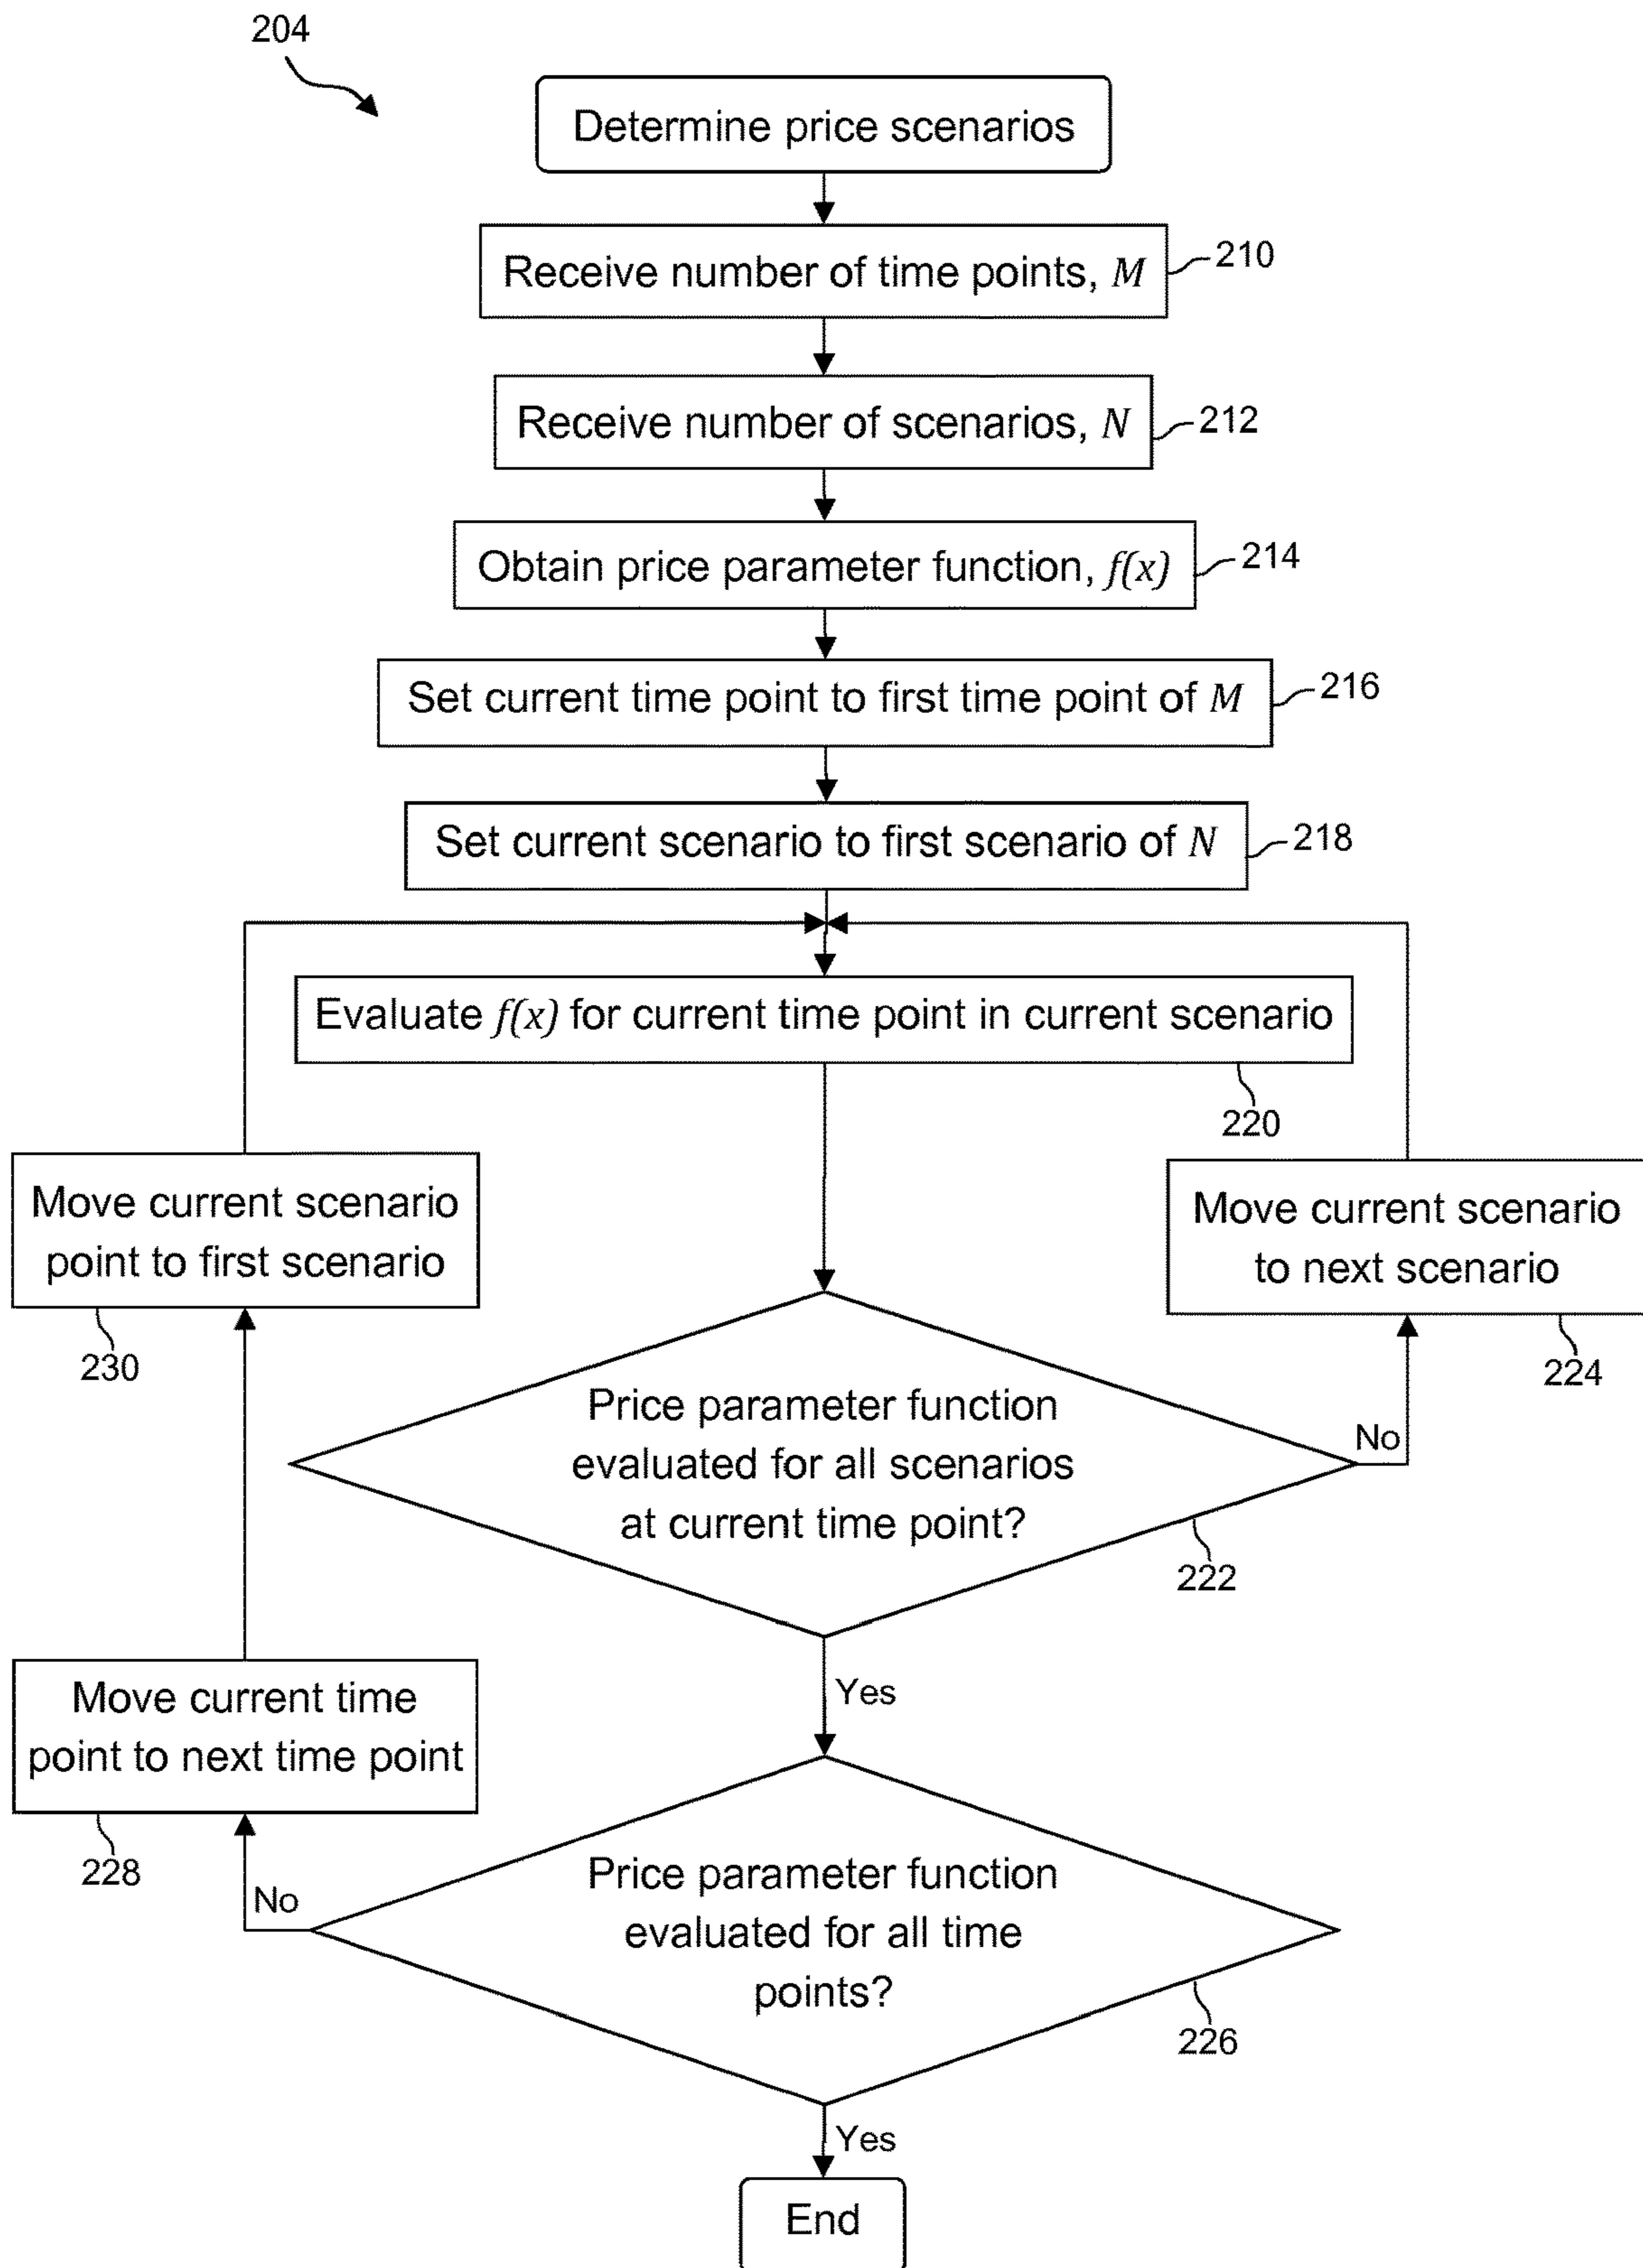 204
Determine price scenarios
Receive number of time points, M
210
Receive number of scenarios, N
212
Obtain price parameter function, f(x)
214
Set current time point to first time point of M
216
Set current scenario to first scenario of N
218
Evaluate f(x) for current time point in current scenario
220
Move current scenario
point to first scenario
230
Move current scenario
to next scenario
224
Price parameter function
evaluated for all scenarios
at current time point?
No
222
Yes
Move current time
point to next time point
228
No
Price parameter function
evaluated for all time
points?
226
Yes
End